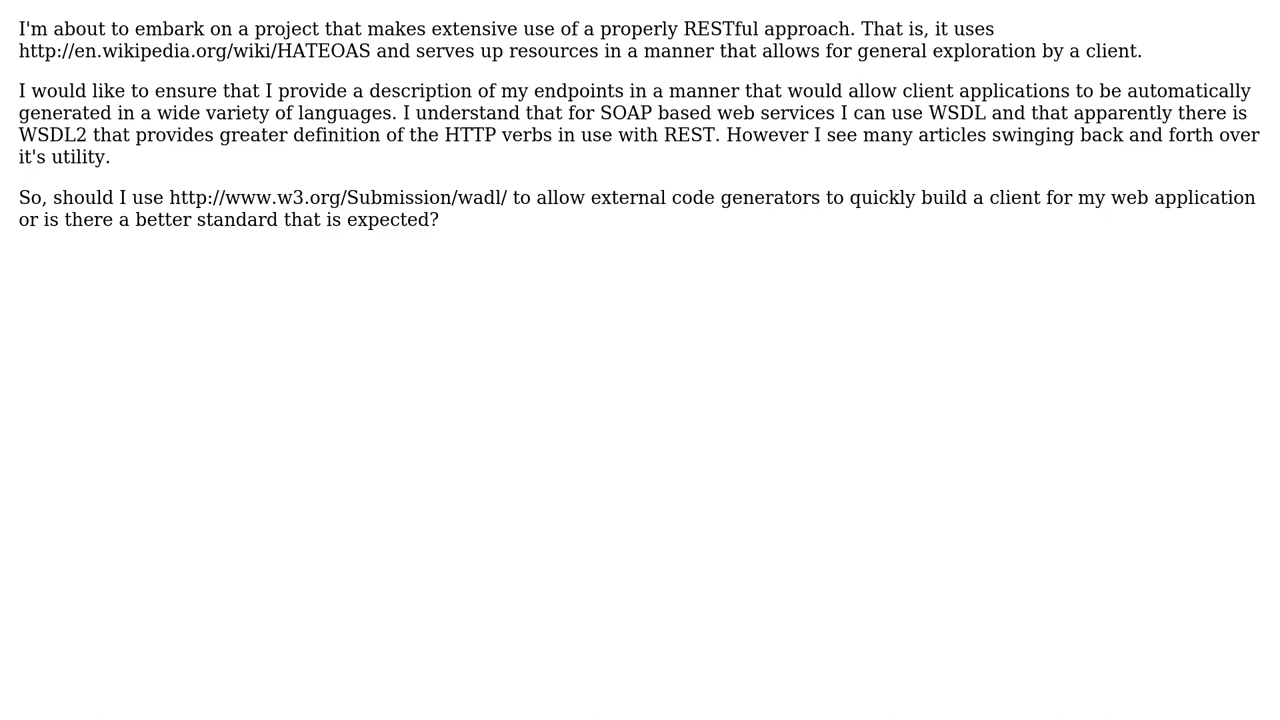 I'm about to embark on a project that makes extensive use of a properly RESTful approach. That is, it uses
http://en.wikipedia.org/wiki/HATEOAS and serves up resources in a manner that allows for general exploration by a client.
I would like to ensure that I provide a description of my endpoints in a manner that would allow client applications to be automatically
generated in a wide variety of languages. I understand that for SOAP based web services I can use WSDL and that apparently there is
WSDL2 that provides greater definition of the HTTP verbs in use with REST. However I see many articles swinging back and forth over
it's utility.
So, should I use http://www.w3.org/Submission/wadl/ to allow external code generators to quickly build a client for my web application
or is there a better standard that is expected?